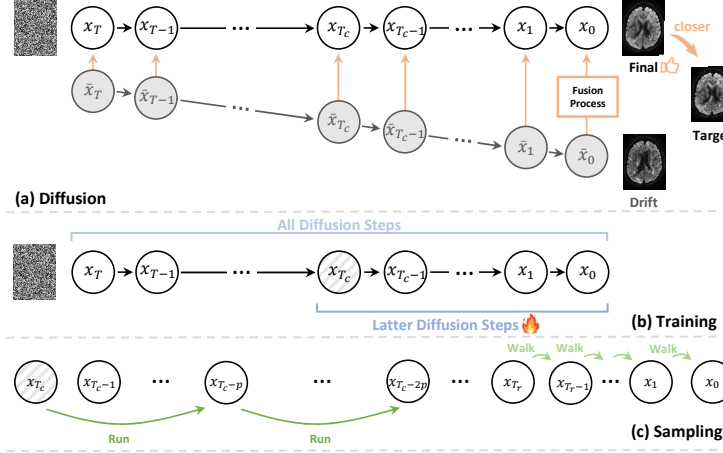 x_T x_{T−1} ... x_{T_c} x_{T_c−1} ... x_1 x_0
closer
Final
x̄_T x̄_{T−1} ... x̄_{T_c} x̄_{T_c−1} ... x̄_1 x̄_0
Fusion
Process
Targe
Drift
(a) Diffusion
All Diffusion Steps
x_T x_{T−1} ... x_{T_c} x_{T_c−1} ... x_1 x_0
Latter Diffusion Steps
(b) Training
Walk Walk Walk
x_{T_c} x_{T_c−1} ... x_{T_c−p} ... x_{T_c−2p} ... x_{T_r} x_{T_r−1} ... x_1 x_0
Run Run
(c) Sampling